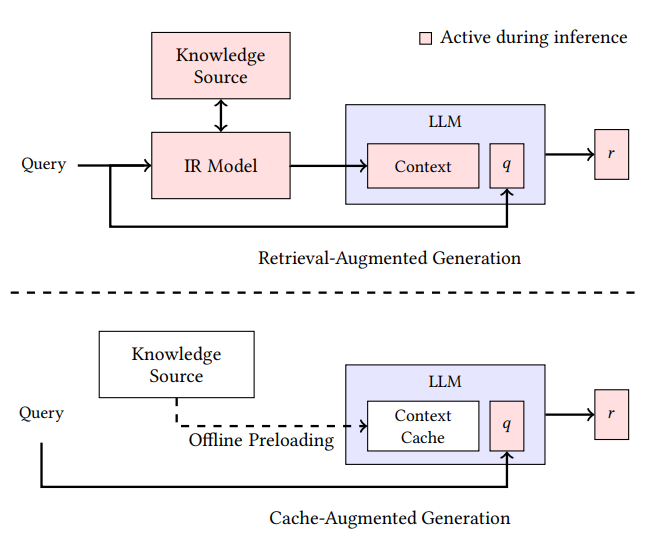 Active during inference
Knowledge
Source
LLM
Query
IR Model
Context
q
r
Retrieval-Augmented Generation
Knowledge
Source
LLM
Query
Context
Cache
q
r
Offline Preloading
Cache-Augmented Generation